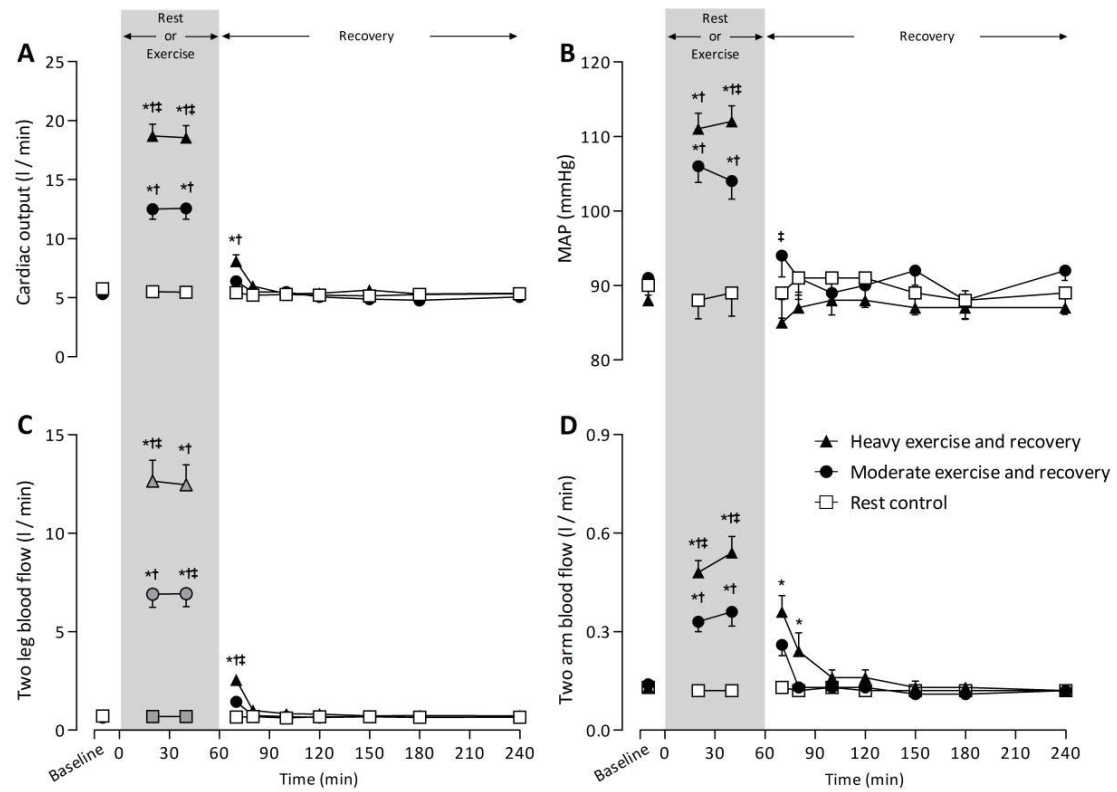 Rest
or
Exercise
Recovery
Rest
or
Exercise
Recovery
A
25
20
15
10
5
0
Cardiac output (l / min)
*†‡
*†‡
*†
*†
*†
B
120
110
100
90
80
MAP (mmHg)
*†
*†‡
*†
*†
‡
C
15
10
5
0
Two leg blood flow (l / min)
*†‡
*†
*†
*†‡
*†‡
Baseline
0
30
60
90
120
150
180
210
240
Time (min)
D
0.9
0.6
0.3
0.0
Two arm blood flow (l / min)
Heavy exercise and recovery
Moderate exercise and recovery
Rest control
*†‡
*†‡
*†
*†
*
*
Baseline
0
30
60
90
120
150
180
210
240
Time (min)